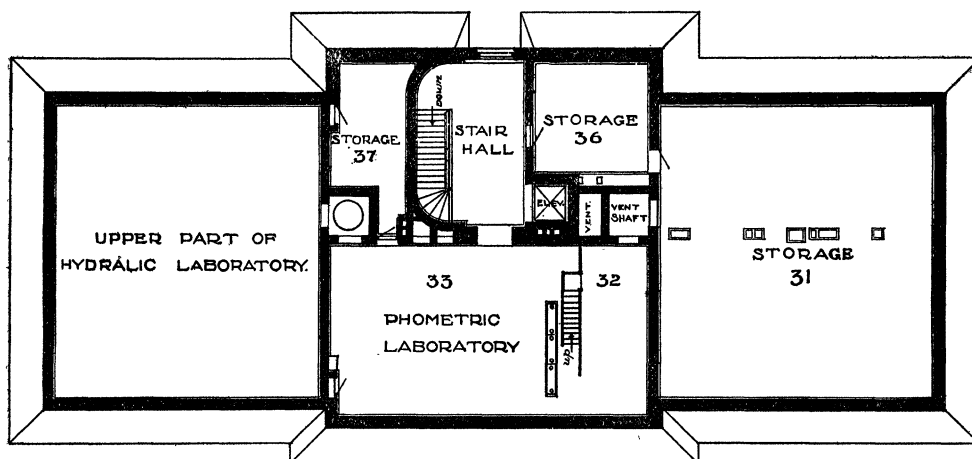 DOWN
STORAGE
37
STAIR
HALL
STORAGE
36
ELEV.
VENT.
VENT
SHAFT
UPPER PART OF
HYDRÁLIC LABORATORY.
33
PHOMETRIC
LABORATORY
32
UP
STORAGE
31